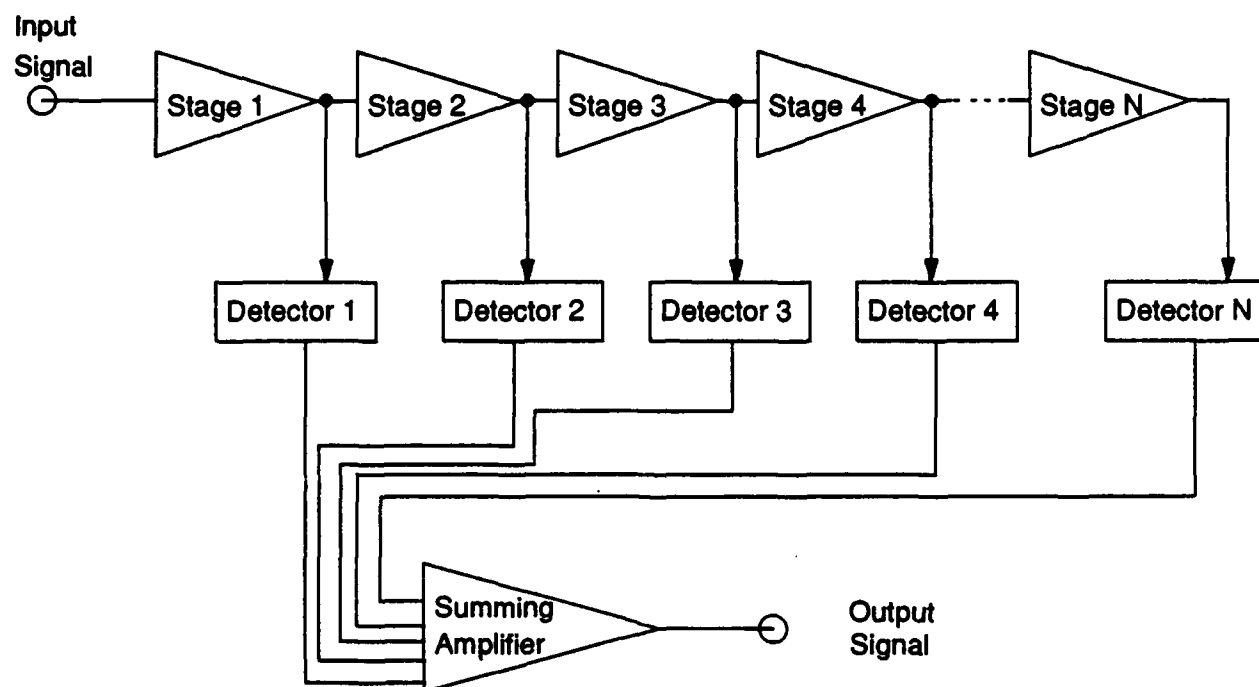 Input
Signal
Stage 1
Stage 2
Stage 3
Stage 4
Stage N
Detector 1
Detector 2
Detector 3
Detector 4
Detector N
Summing
Amplifier
Output
Signal